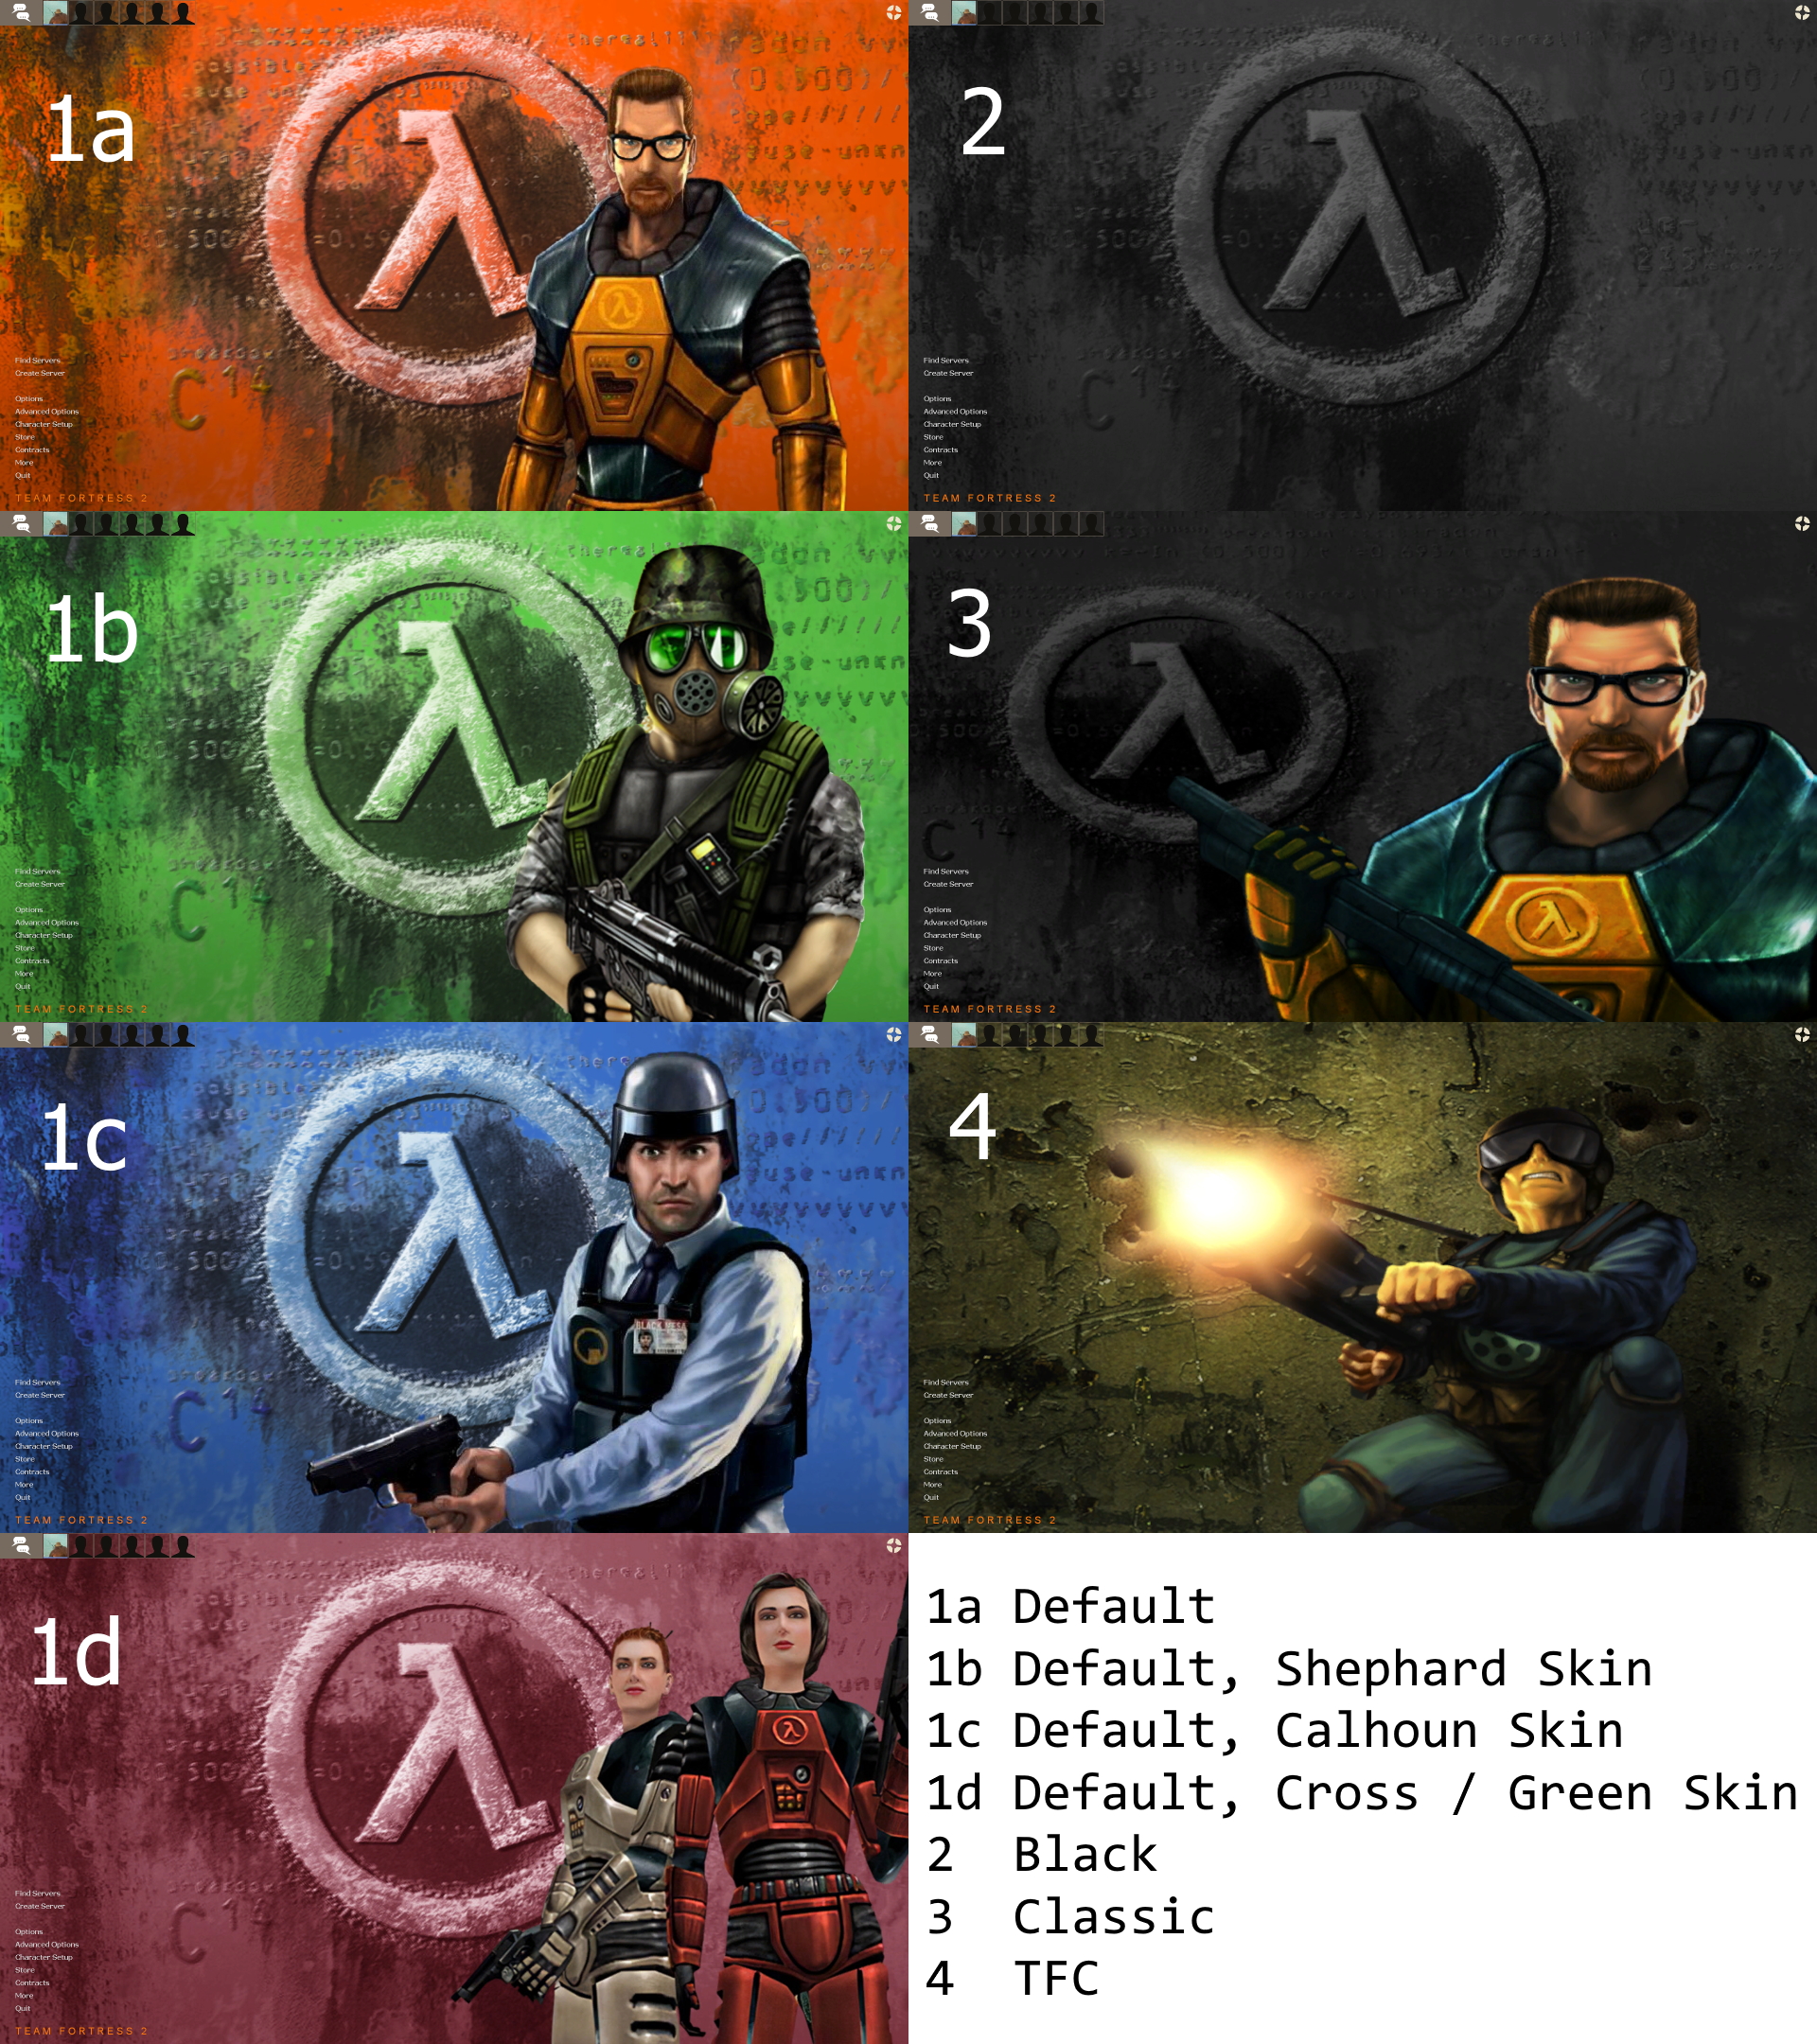 1a
Find Servers
Create Server
Options
Advanced Options
Character Setup
Store
Contracts
More
Quit
TEAM FORTRESS 2
2
Find Servers
Create Server
Options
Advanced Options
Character Setup
Store
Contracts
More
Quit
TEAM FORTRESS 2
1b
Find Servers
Create Server
Options
Advanced Options
Character Setup
Store
Contracts
More
Quit
TEAM FORTRESS 2
3
Find Servers
Create Server
Options
Advanced Options
Character Setup
Store
Contracts
More
Quit
TEAM FORTRESS 2
1c
BLACK MESA
Find Servers
Create Server
Options
Advanced Options
Character Setup
Store
Contracts
More
Quit
TEAM FORTRESS 2
4
Find Servers
Create Server
Options
Advanced Options
Character Setup
Store
Contracts
More
Quit
TEAM FORTRESS 2
1d
Find Servers
Create Server
Options
Advanced Options
Character Setup
Store
Contracts
More
Quit
TEAM FORTRESS 2
1a Default
1b Default, Shephard Skin
1c Default, Calhoun Skin
1d Default, Cross / Green Skin
2 Black
3 Classic
4 TFC